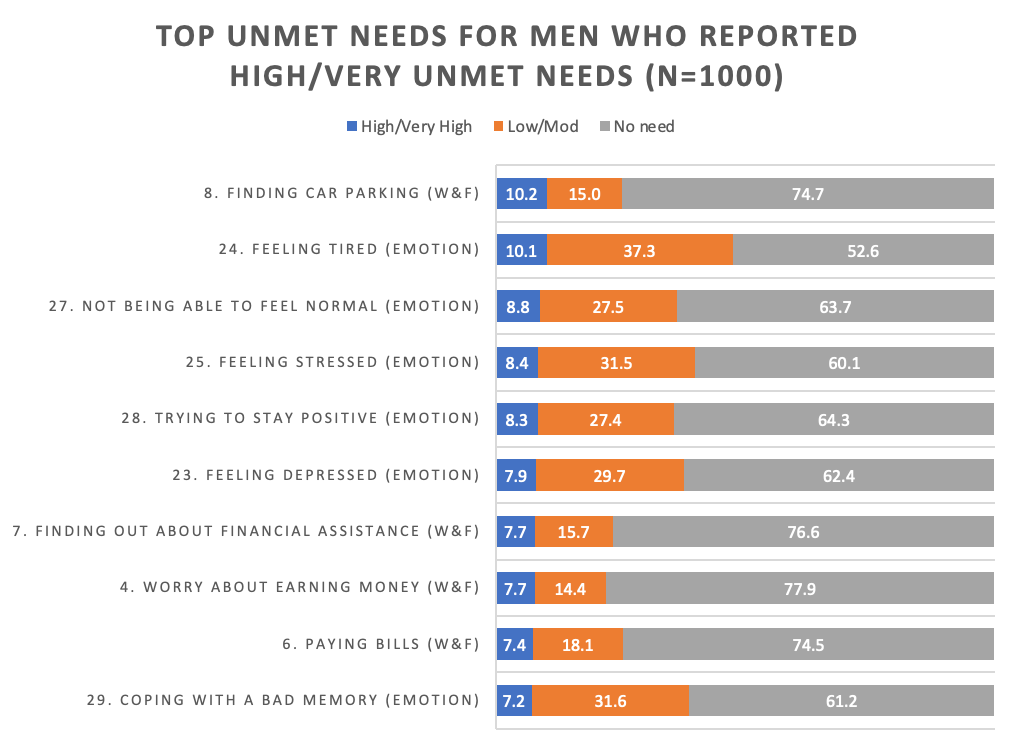 TOP UNMET NEEDS FOR MEN WHO REPORTED
HIGH/VERY UNMET NEEDS (N=1000)
High/Very High Low/Mod No need
8. FINDING CAR PARKING (W&F) 10.2 15.0 74.7
24. FEELING TIRED (EMOTION) 10.1 37.3 52.6
27. NOT BEING ABLE TO FEEL NORMAL (EMOTION) 8.8 27.5 63.7
25. FEELING STRESSED (EMOTION) 8.4 31.5 60.1
28. TRYING TO STAY POSITIVE (EMOTION) 8.3 27.4 64.3
23. FEELING DEPRESSED (EMOTION) 7.9 29.7 62.4
7. FINDING OUT ABOUT FINANCIAL ASSISTANCE (W&F) 7.7 15.7 76.6
4. WORRY ABOUT EARNING MONEY (W&F) 7.7 14.4 77.9
6. PAYING BILLS (W&F) 7.4 18.1 74.5
29. COPING WITH A BAD MEMORY (EMOTION) 7.2 31.6 61.2